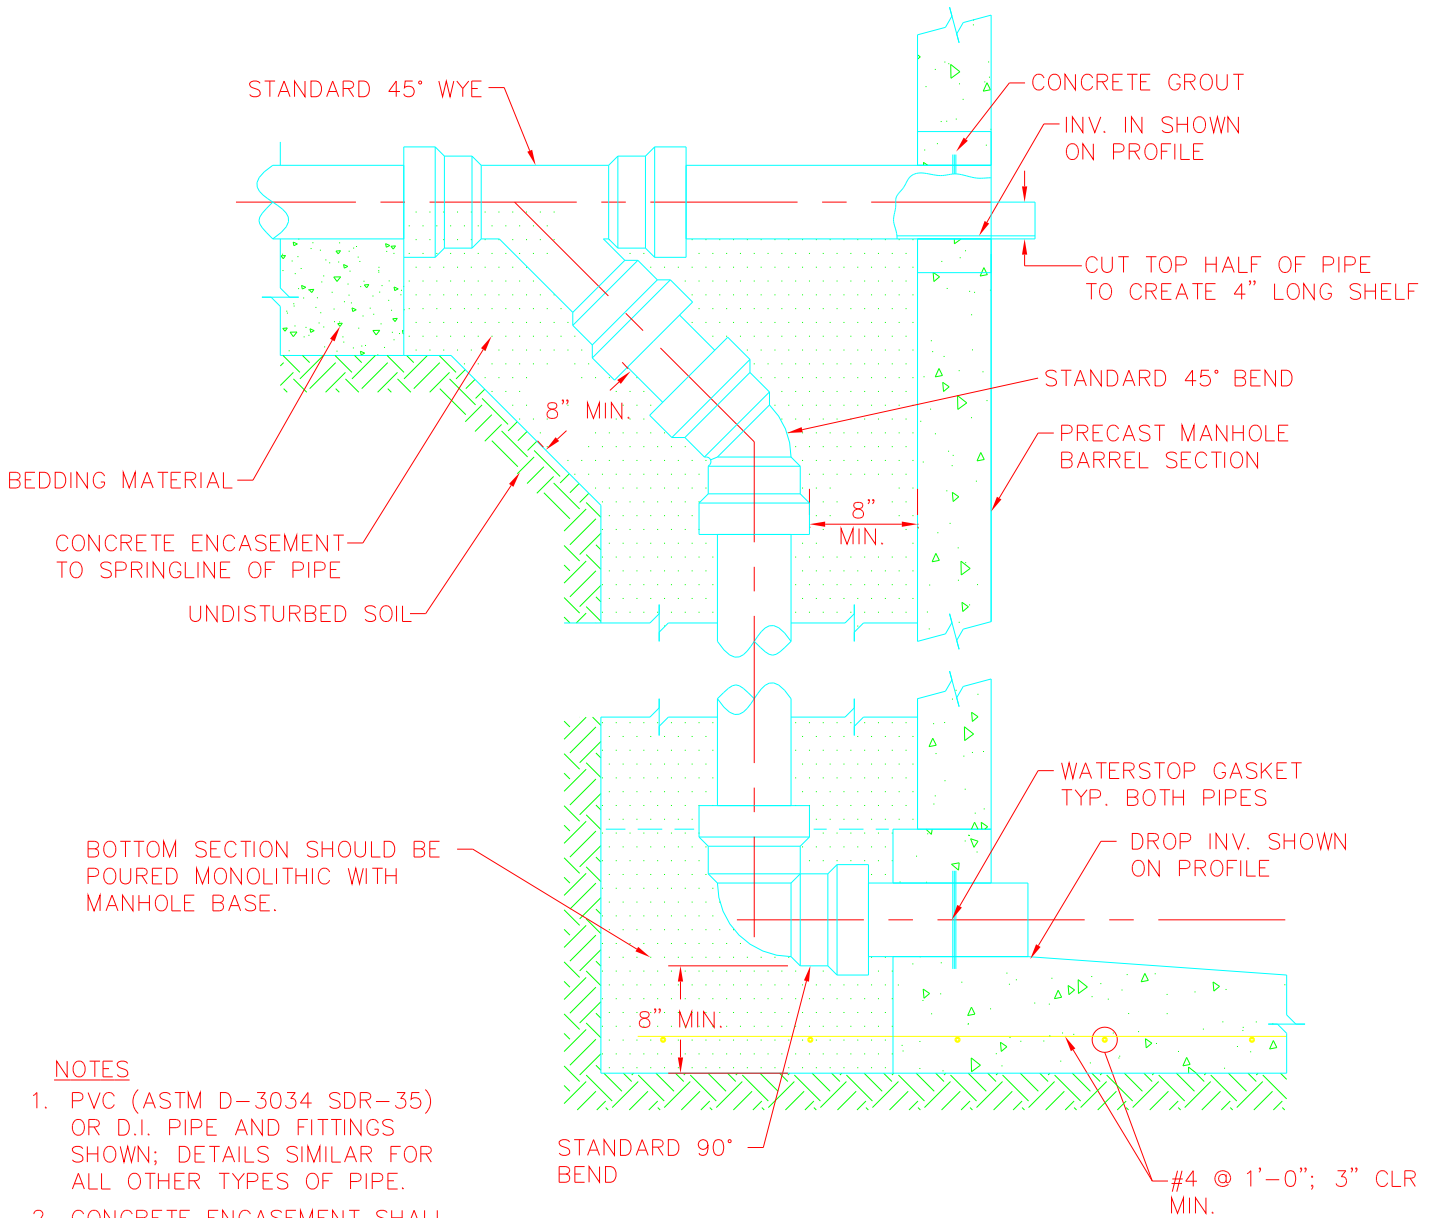 STANDARD 45° WYE
CONCRETE GROUT
INV. IN SHOWN
ON PROFILE
CUT TOP HALF OF PIPE
TO CREATE 4" LONG SHELF
STANDARD 45° BEND
8" MIN.
PRECAST MANHOLE
BARREL SECTION
BEDDING MATERIAL
8"
MIN.
CONCRETE ENCASEMENT
TO SPRINGLINE OF PIPE
UNDISTURBED SOIL
WATERSTOP GASKET
TYP. BOTH PIPES
DROP INV. SHOWN
ON PROFILE
BOTTOM SECTION SHOULD BE
POURED MONOLITHIC WITH
MANHOLE BASE.
8" MIN.
NOTES
1. PVC (ASTM D-3034 SDR-35)
OR D.I. PIPE AND FITTINGS
SHOWN; DETAILS SIMILAR FOR
ALL OTHER TYPES OF PIPE.
2. CONCRETE ENCASEMENT SHALL
STANDARD 90°
BEND
#4 @ 1'-0"; 3" CLR
MIN.